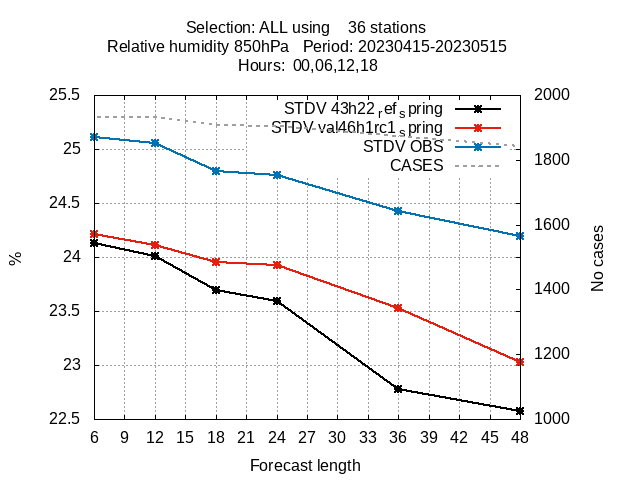 Selection: ALL using    36 stations
Relative humidity 850hPa   Period: 20230415-20230515
Hours:  00,06,12,18
25.5
25
24.5
24
23.5
23
22.5
%
STDV 43h22ᵣefₛpring
STDV val46h1rc1ₛpring
STDV OBS
CASES
2000
1800
1600
1400
1200
1000
No cases
6 9 12 15 18 21 24 27 30 33 36 39 42 45 48
Forecast length